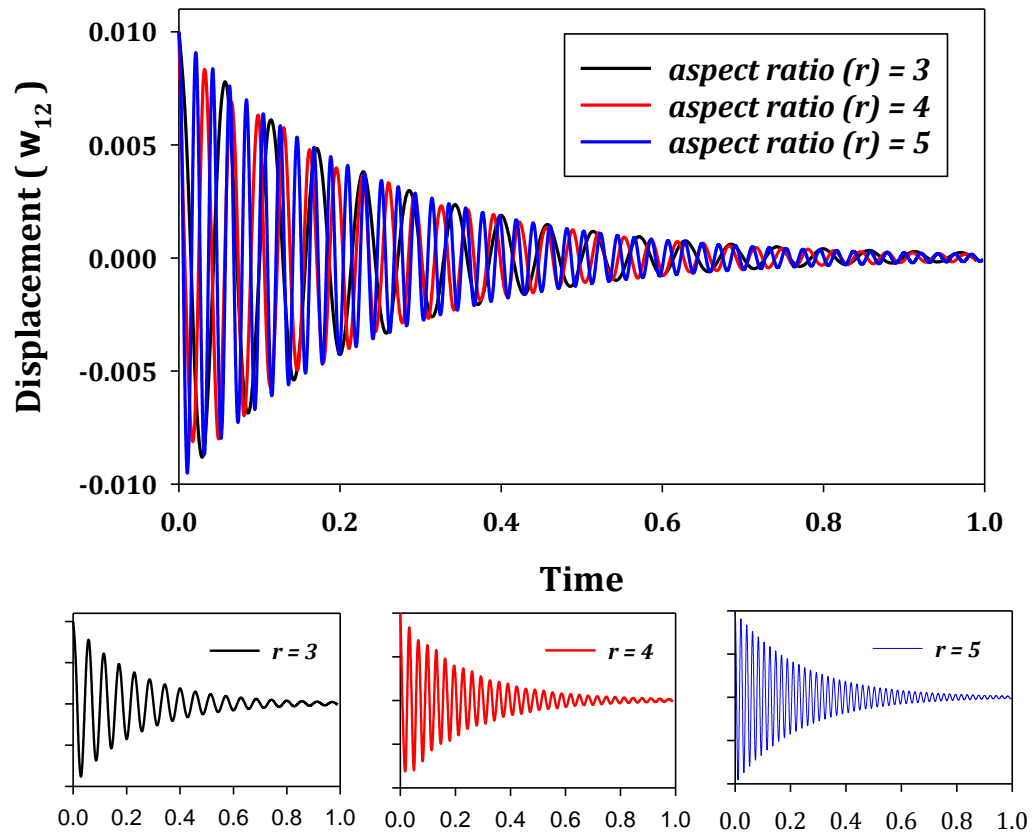 0.010
0.005
0.000
-0.005
-0.010
Displacement ( w12 )
aspect ratio (r) = 3
aspect ratio (r) = 4
aspect ratio (r) = 5
0.0 0.2 0.4 0.6 0.8 1.0
Time
r = 3
r = 4
r = 5
0.0 0.2 0.4 0.6 0.8 1.0
0.0 0.2 0.4 0.6 0.8 1.0
0.0 0.2 0.4 0.6 0.8 1.0